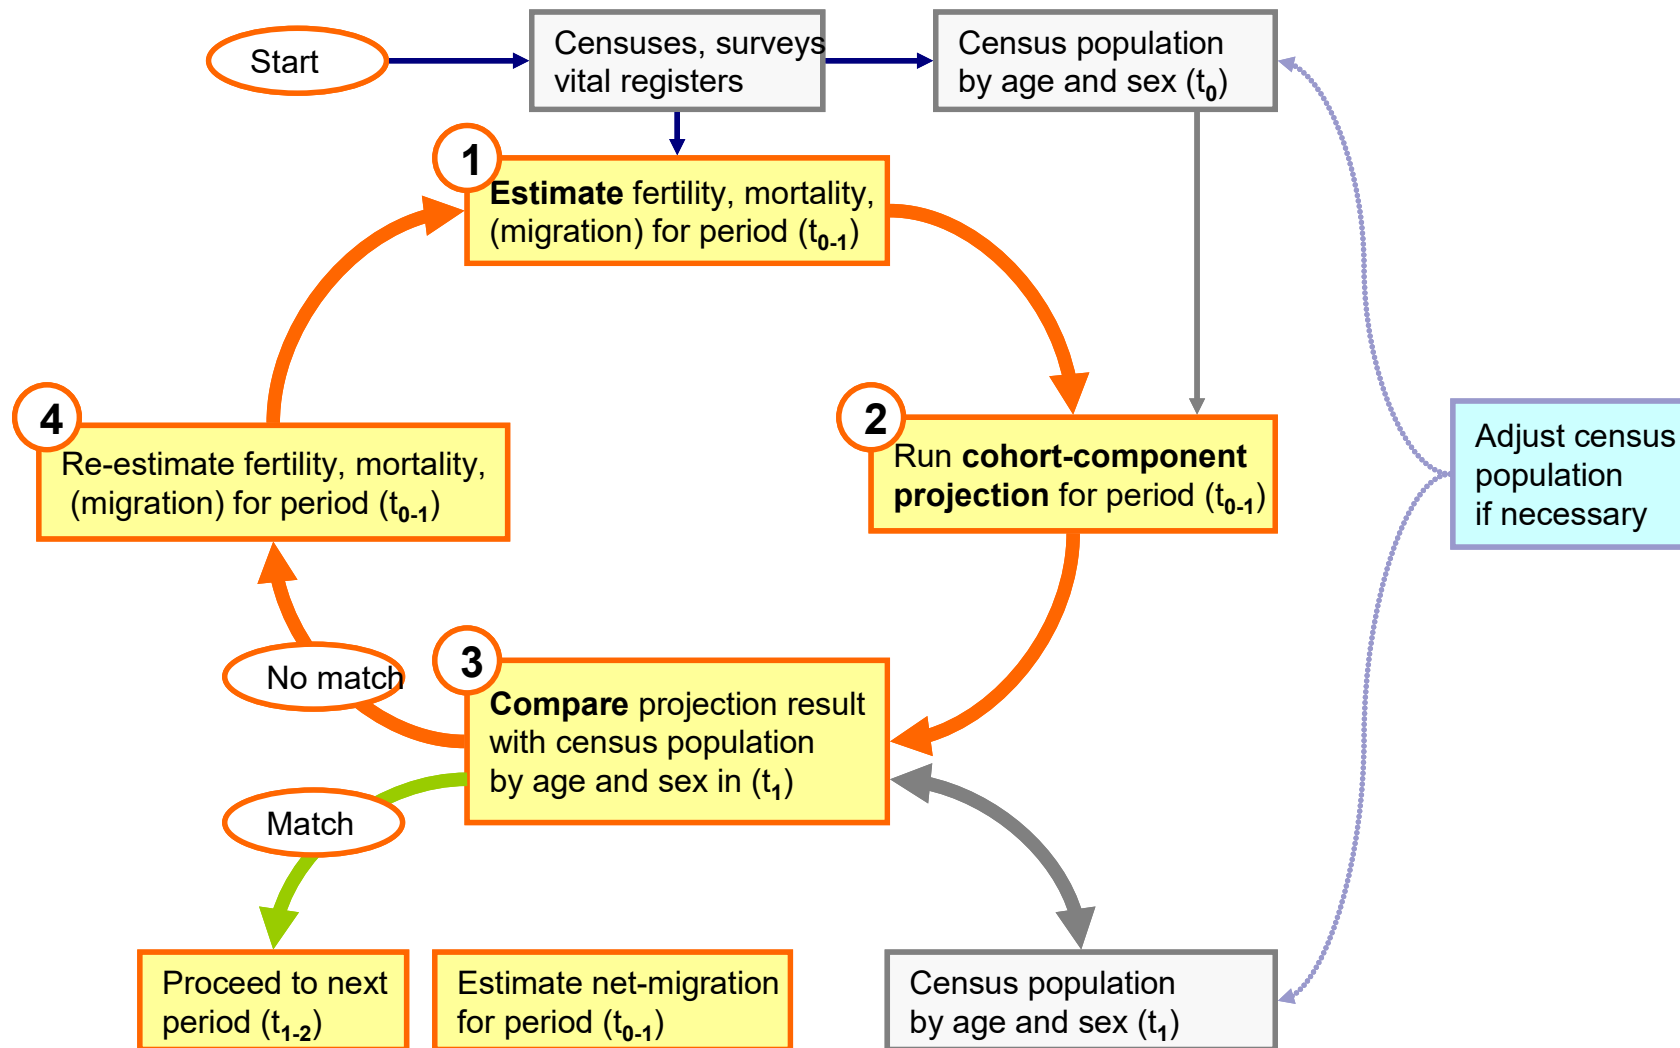 Start
Censuses, surveys
vital registers
Census population
by age and sex (t0)
1
Estimate fertility, mortality,
(migration) for period (t0-1)
2
Run cohort-component
projection for period (t0-1)
Adjust census
population
if necessary
4
Re-estimate fertility, mortality,
(migration) for period (t0-1)
No match
3
Compare projection result
with census population
by age and sex in (t1)
Match
Proceed to next
period (t1-2)
Estimate net-migration
for period (t0-1)
Census population
by age and sex (t1)